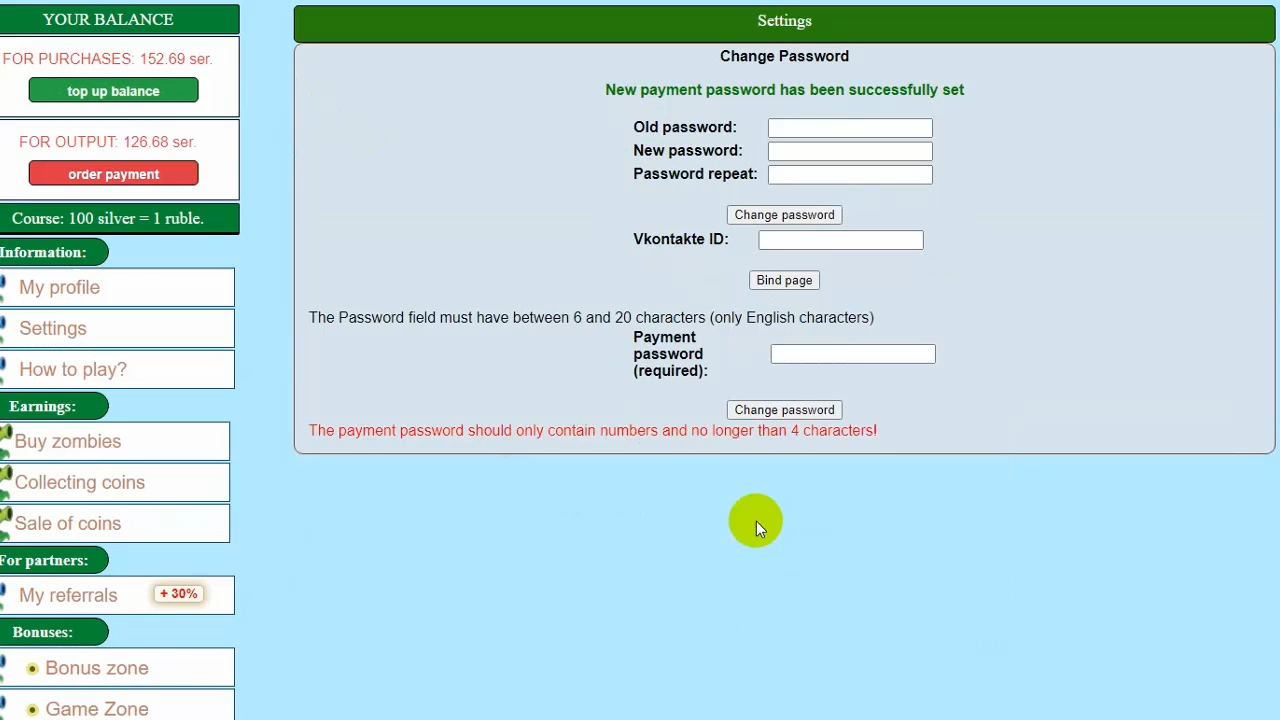 YOUR BALANCE
FOR PURCHASES: 152.69 ser.
top up balance
FOR OUTPUT: 126.68 ser.
order payment
Course: 100 silver = 1 ruble.
Information:
My profile
Settings
How to play?
Earnings:
Buy zombies
Collecting coins
Sale of coins
For partners:
My referrals + 30%
Bonuses:
Bonus zone
Game Zone
Settings
Change Password
New payment password has been successfully set
Old password:
New password:
Password repeat:
Change password
Vkontakte ID:
Bind page
The Password field must have between 6 and 20 characters (only English characters)
Payment
password
(required):
Change password
The payment password should only contain numbers and no longer than 4 characters!